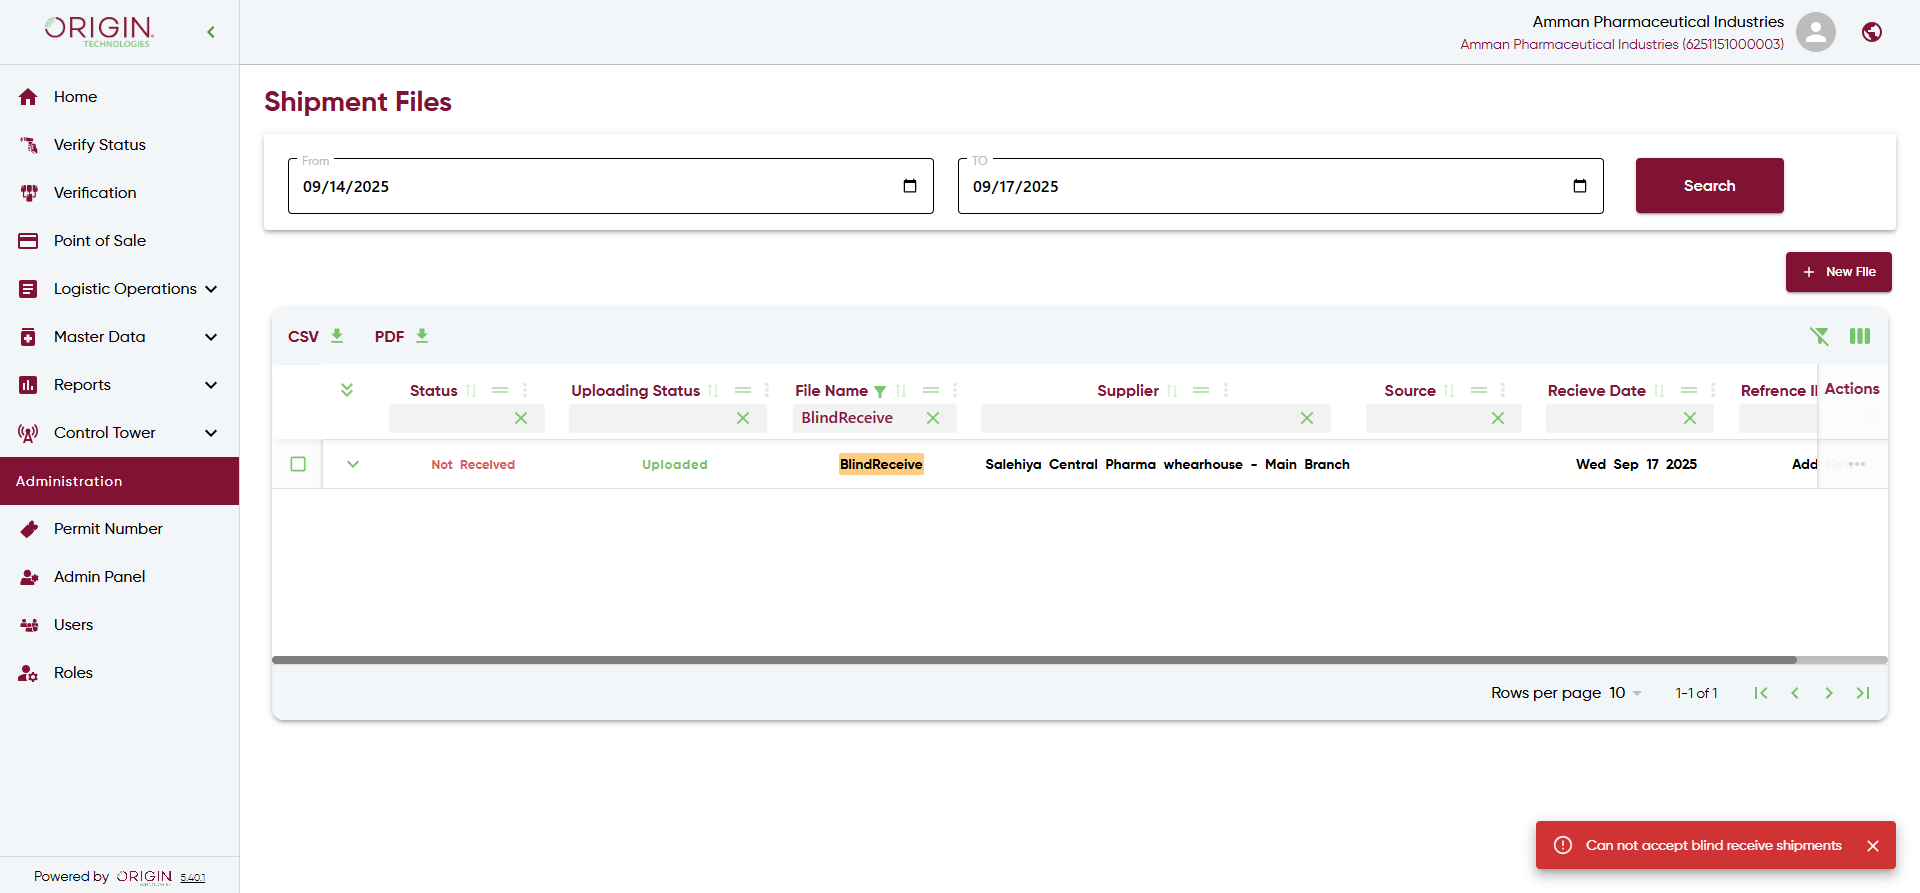 ORIGIN
TECHNOLOGIES
Amman Pharmaceutical Industries
Amman Pharmaceutical Industries (6251151000003)
Home
Verify Status
Verification
Point of Sale
Logistic Operations
Master Data
Reports
Control Tower
Administration
Permit Number
Admin Panel
Users
Roles
Powered by ORIGIN 5.40.1
Shipment Files
From
09/14/2025
TO
09/17/2025
Search
+ New File
CSV PDF
Status Uploading Status File Name Supplier Source Recieve Date Refrence I Actions
BlindReceive
Not Received Uploaded BlindReceive Salehiya Central Pharma whearhouse - Main Branch Wed Sep 17 2025 Add
Rows per page 10 1-1 of 1
Can not accept blind receive shipments